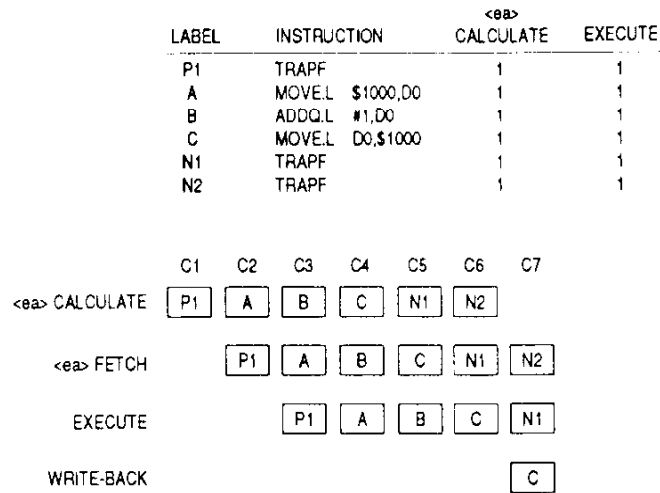 <ea>
LABEL INSTRUCTION CALCULATE EXECUTE
P1 TRAPF 1 1
A MOVE.L $1000,D0 1 1
B ADDQ.L #1,D0 1 1
C MOVE.L D0,$1000 1 1
N1 TRAPF 1 1
N2 TRAPF 1 1
C1 C2 C3 C4 C5 C6 C7
<ea> CALCULATE P1 A B C N1 N2
<ea> FETCH P1 A B C N1 N2
EXECUTE P1 A B C N1
WRITE-BACK C